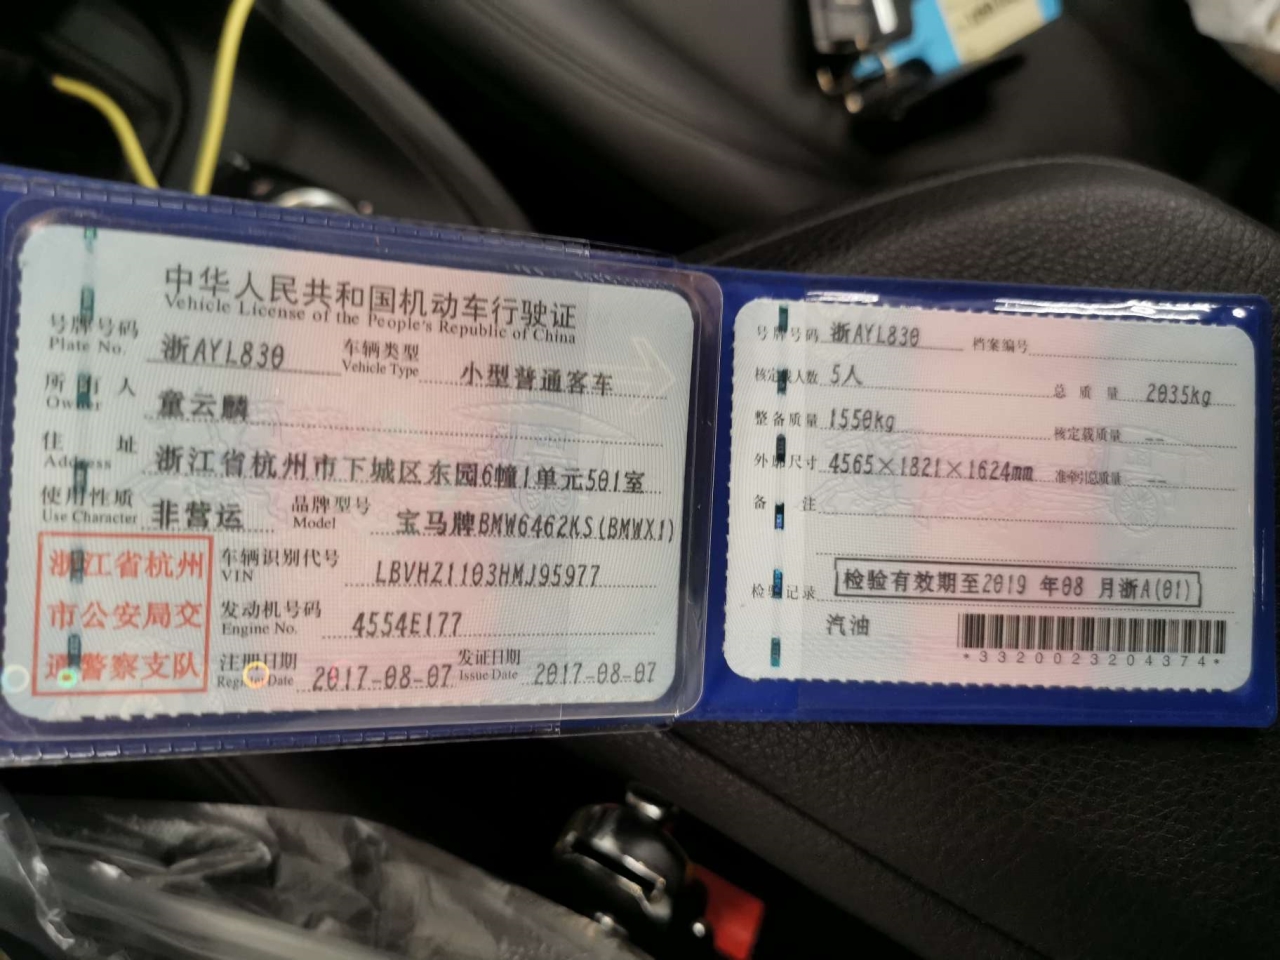 中华人民共和国机动车行驶证
Vehicle License of the People's Republic of China
号牌号码 浙AYL830 车辆类型 小型普通客车
Plate No. Vehicle Type
所有人 童云麟
Owner
住址 浙江省杭州市下城区东园6幢1单元501室
Address
使用性质 非营运 品牌型号 宝马牌BMW6462KS(BMWX1)
Use Character Model
浙江省杭州
市公安局交
通警察支队
车辆识别代号 LBVHZ1103HMJ95977
VIN
发动机号码 4554E177
Engine No.
注册日期 2017-08-07 发证日期 2017-08-07
Register Date Issue Date
号牌号码 浙AYL830 档案编号
核定载人数 5人 总质量 2035kg
整备质量 1550kg 核定载质量 --
外廓尺寸 4565×1821×1624mm 准牵引总质量 --
备注
检验记录 检验有效期至2019 年08 月浙A(01)
汽油
*3320023204374*